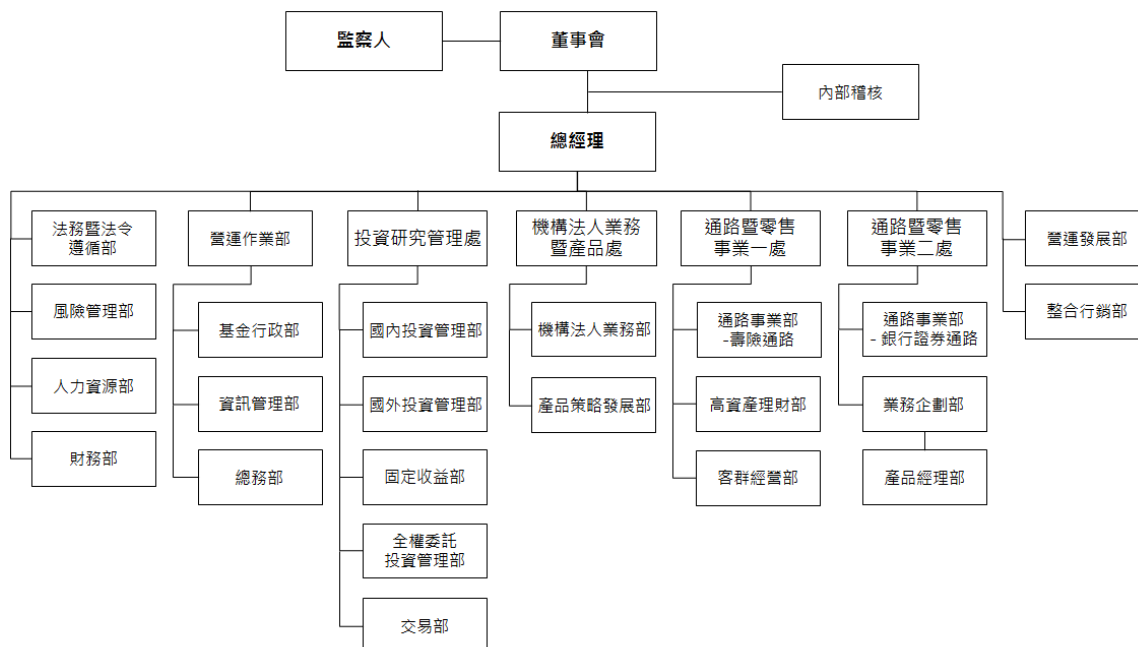 監察人
董事會
內部稽核
總經理
法務暨法令
遵循部
風險管理部
人力資源部
財務部
營運作業部
基金行政部
資訊管理部
總務部
投資研究管理處
國內投資管理部
國外投資管理部
固定收益部
全權委託
投資管理部
交易部
機構法人業務
暨產品處
機構法人業務部
產品策略發展部
通路暨零售
事業一處
通路事業部
-壽險通路
高資產理財部
客群經營部
通路暨零售
事業二處
通路事業部
- 銀行證券通路
業務企劃部
產品經理部
營運發展部
整合行銷部